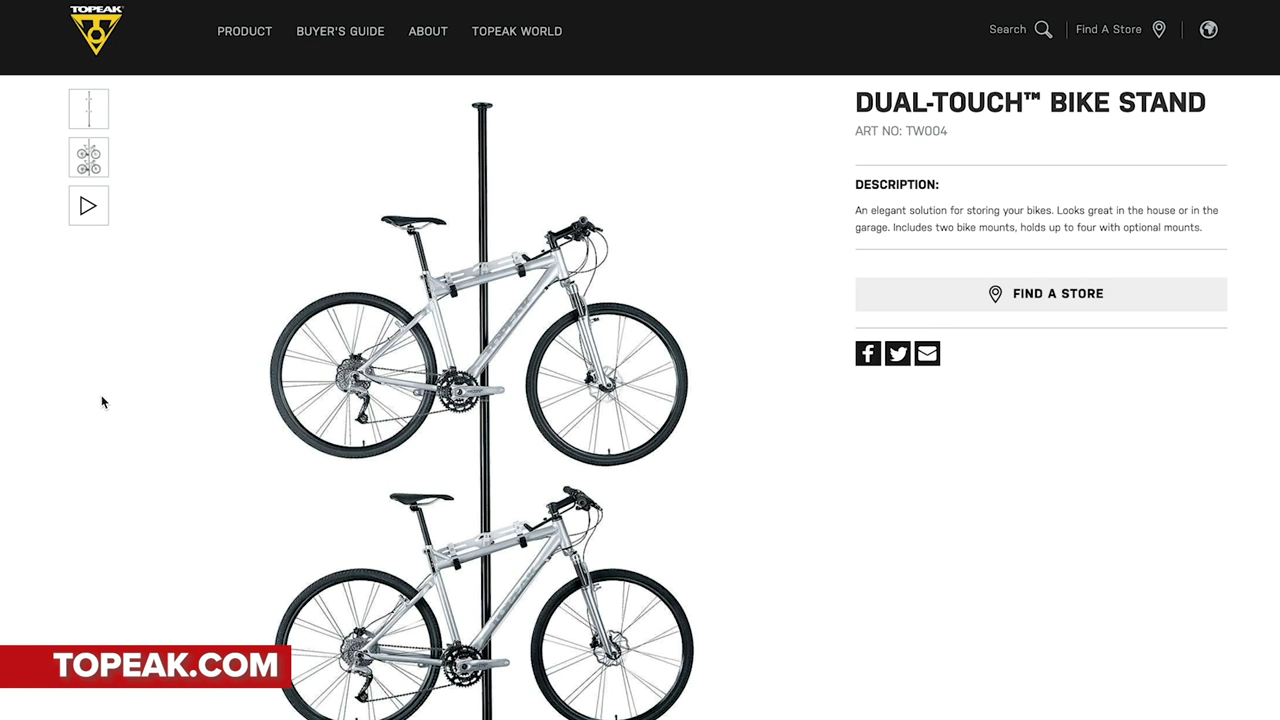 TOPEAK
PRODUCT
BUYER'S GUIDE
ABOUT
TOPEAK WORLD
Search
Find A Store
DUAL-TOUCH™ BIKE STAND
ART NO: TW004
DESCRIPTION:
An elegant solution for storing your bikes. Looks great in the house or in the
garage. Includes two bike mounts, holds up to four with optional mounts.
FIND A STORE
TOPEAK
TOPEAK.COM